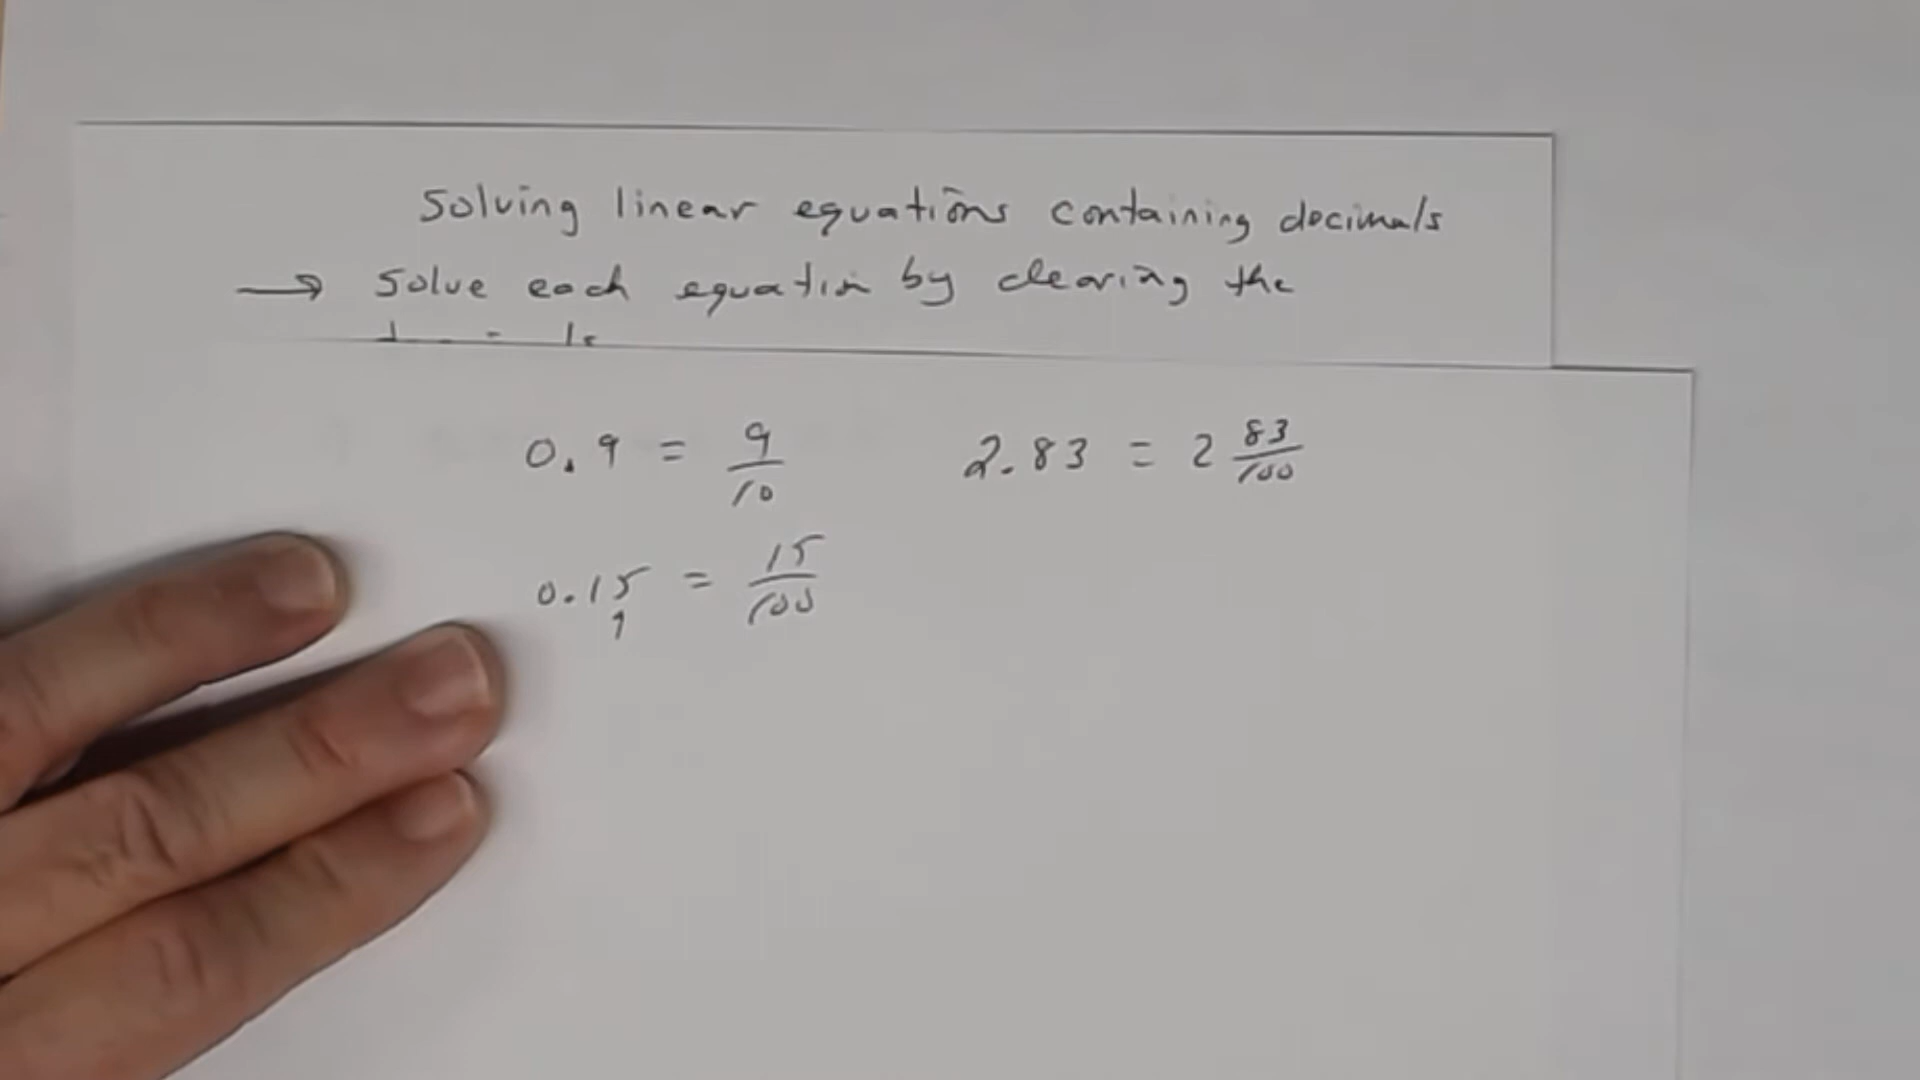 Solving linear equations containing decimals
→ Solve each equation by clearing the
0.9 = 9/10
2.83 = 2 83/100
0.15 = 15/100